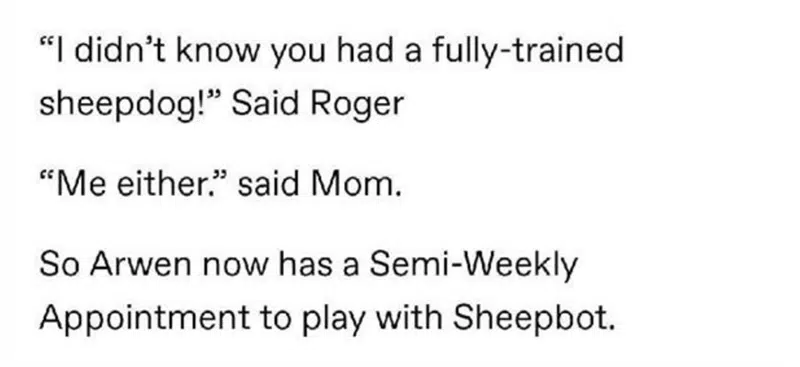 “I didn’t know you had a fully-trained
sheepdog!” Said Roger
“Me either.” said Mom.
So Arwen now has a Semi-Weekly
Appointment to play with Sheepbot.